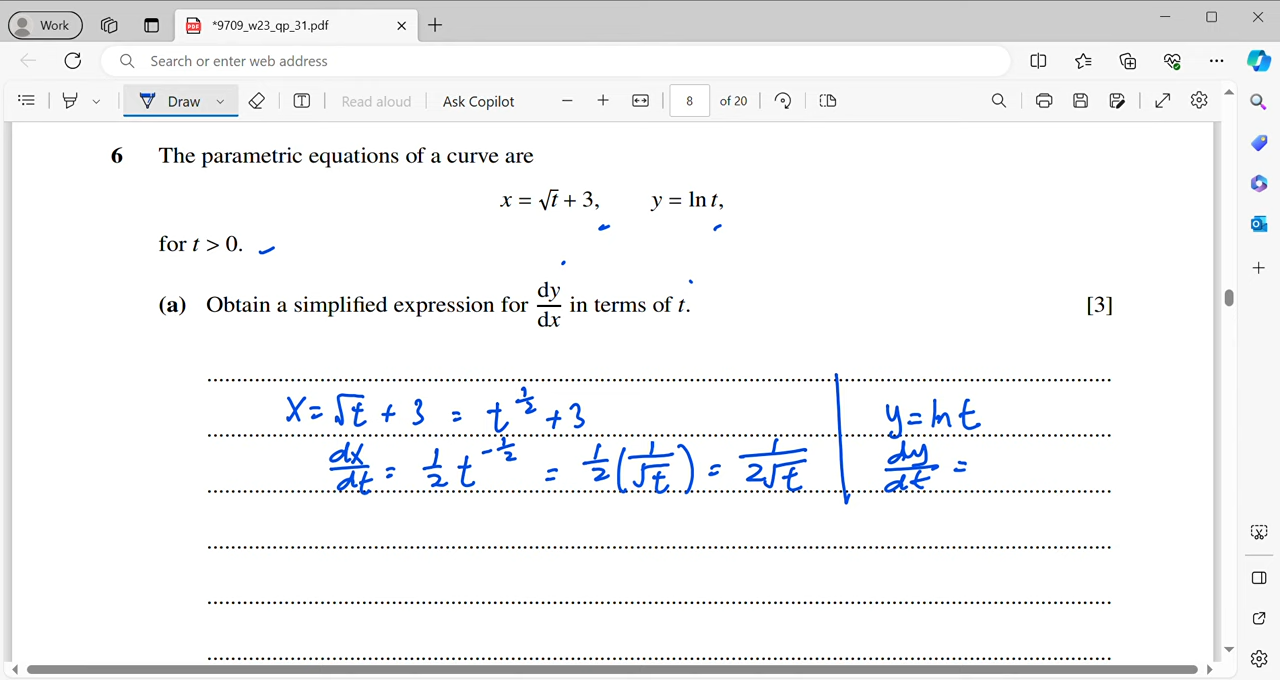 Work
*9709_w23_qp_31.pdf
Search or enter web address
Draw
Read aloud
Ask Copilot
8 of 20
6 The parametric equations of a curve are
x = √t + 3, y = ln t,
for t > 0.
(a) Obtain a simplified expression for dy/dx in terms of t. [3]
x = √t + 3 = t^(1/2) + 3
y = ln t
dx/dt = 1/2 t^(-1/2) = 1/2 (1/√t) = 1/(2√t)
dy/dt =